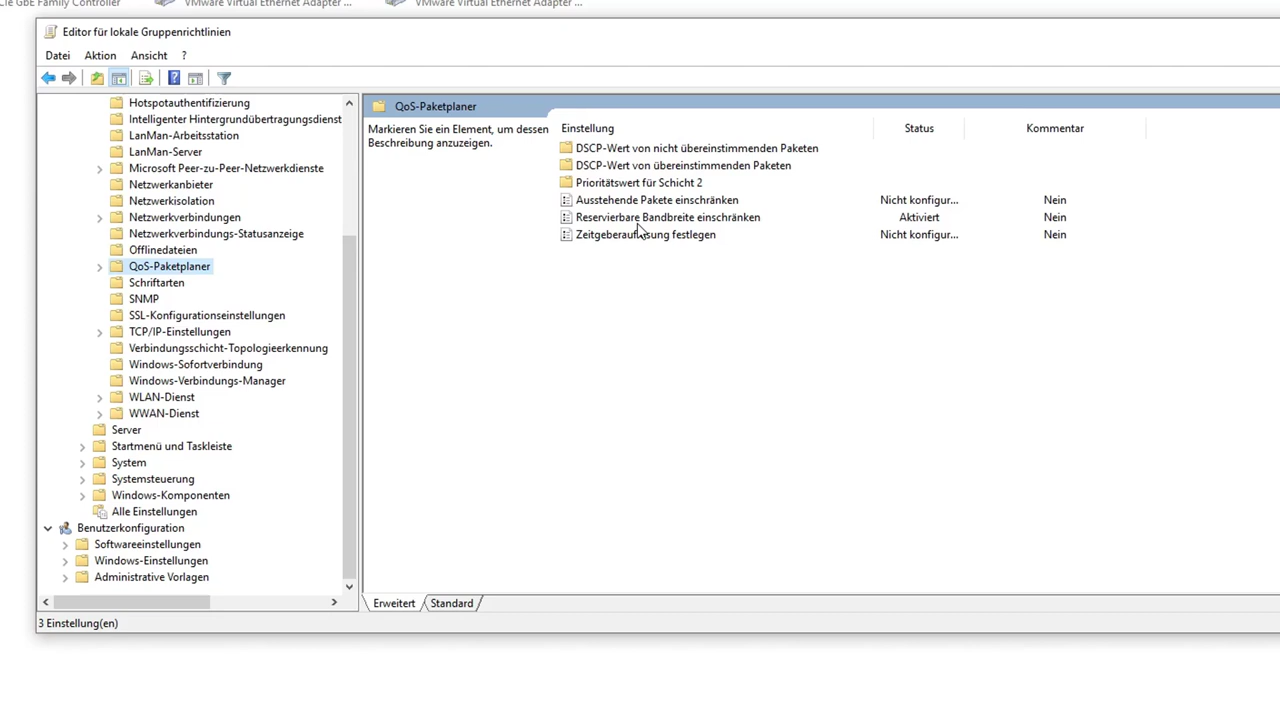 CIe GbE Family Controller VMware Virtual Ethernet Adapter ... VMware Virtual Ethernet Adapter ...
Editor für lokale Gruppenrichtlinien
Datei Aktion Ansicht ?
Hotspotauthentifizierung
Intelligenter Hintergrundübertragungsdienst
LanMan-Arbeitsstation
LanMan-Server
Microsoft Peer-zu-Peer-Netzwerkdienste
Netzwerkanbieter
Netzwerkisolation
Netzwerkverbindungen
Netzwerkverbindungs-Statusanzeige
Offlinedateien
QoS-Paketplaner
Schriftarten
SNMP
SSL-Konfigurationseinstellungen
TCP/IP-Einstellungen
Verbindungsschicht-Topologieerkennung
Windows-Sofortverbindung
Windows-Verbindungs-Manager
WLAN-Dienst
WWAN-Dienst
Server
Startmenü und Taskleiste
System
Systemsteuerung
Windows-Komponenten
Alle Einstellungen
Benutzerkonfiguration
Softwareeinstellungen
Windows-Einstellungen
Administrative Vorlagen
QoS-Paketplaner
Markieren Sie ein Element, um dessen
Beschreibung anzuzeigen.
Einstellung Status Kommentar
DSCP-Wert von nicht übereinstimmenden Paketen
DSCP-Wert von übereinstimmenden Paketen
Prioritätswert für Schicht 2
Ausstehende Pakete einschränken Nicht konfigur... Nein
Reservierbare Bandbreite einschränken Aktiviert Nein
Zeitgeberauflösung festlegen Nicht konfigur... Nein
Erweitert Standard
3 Einstellung(en)